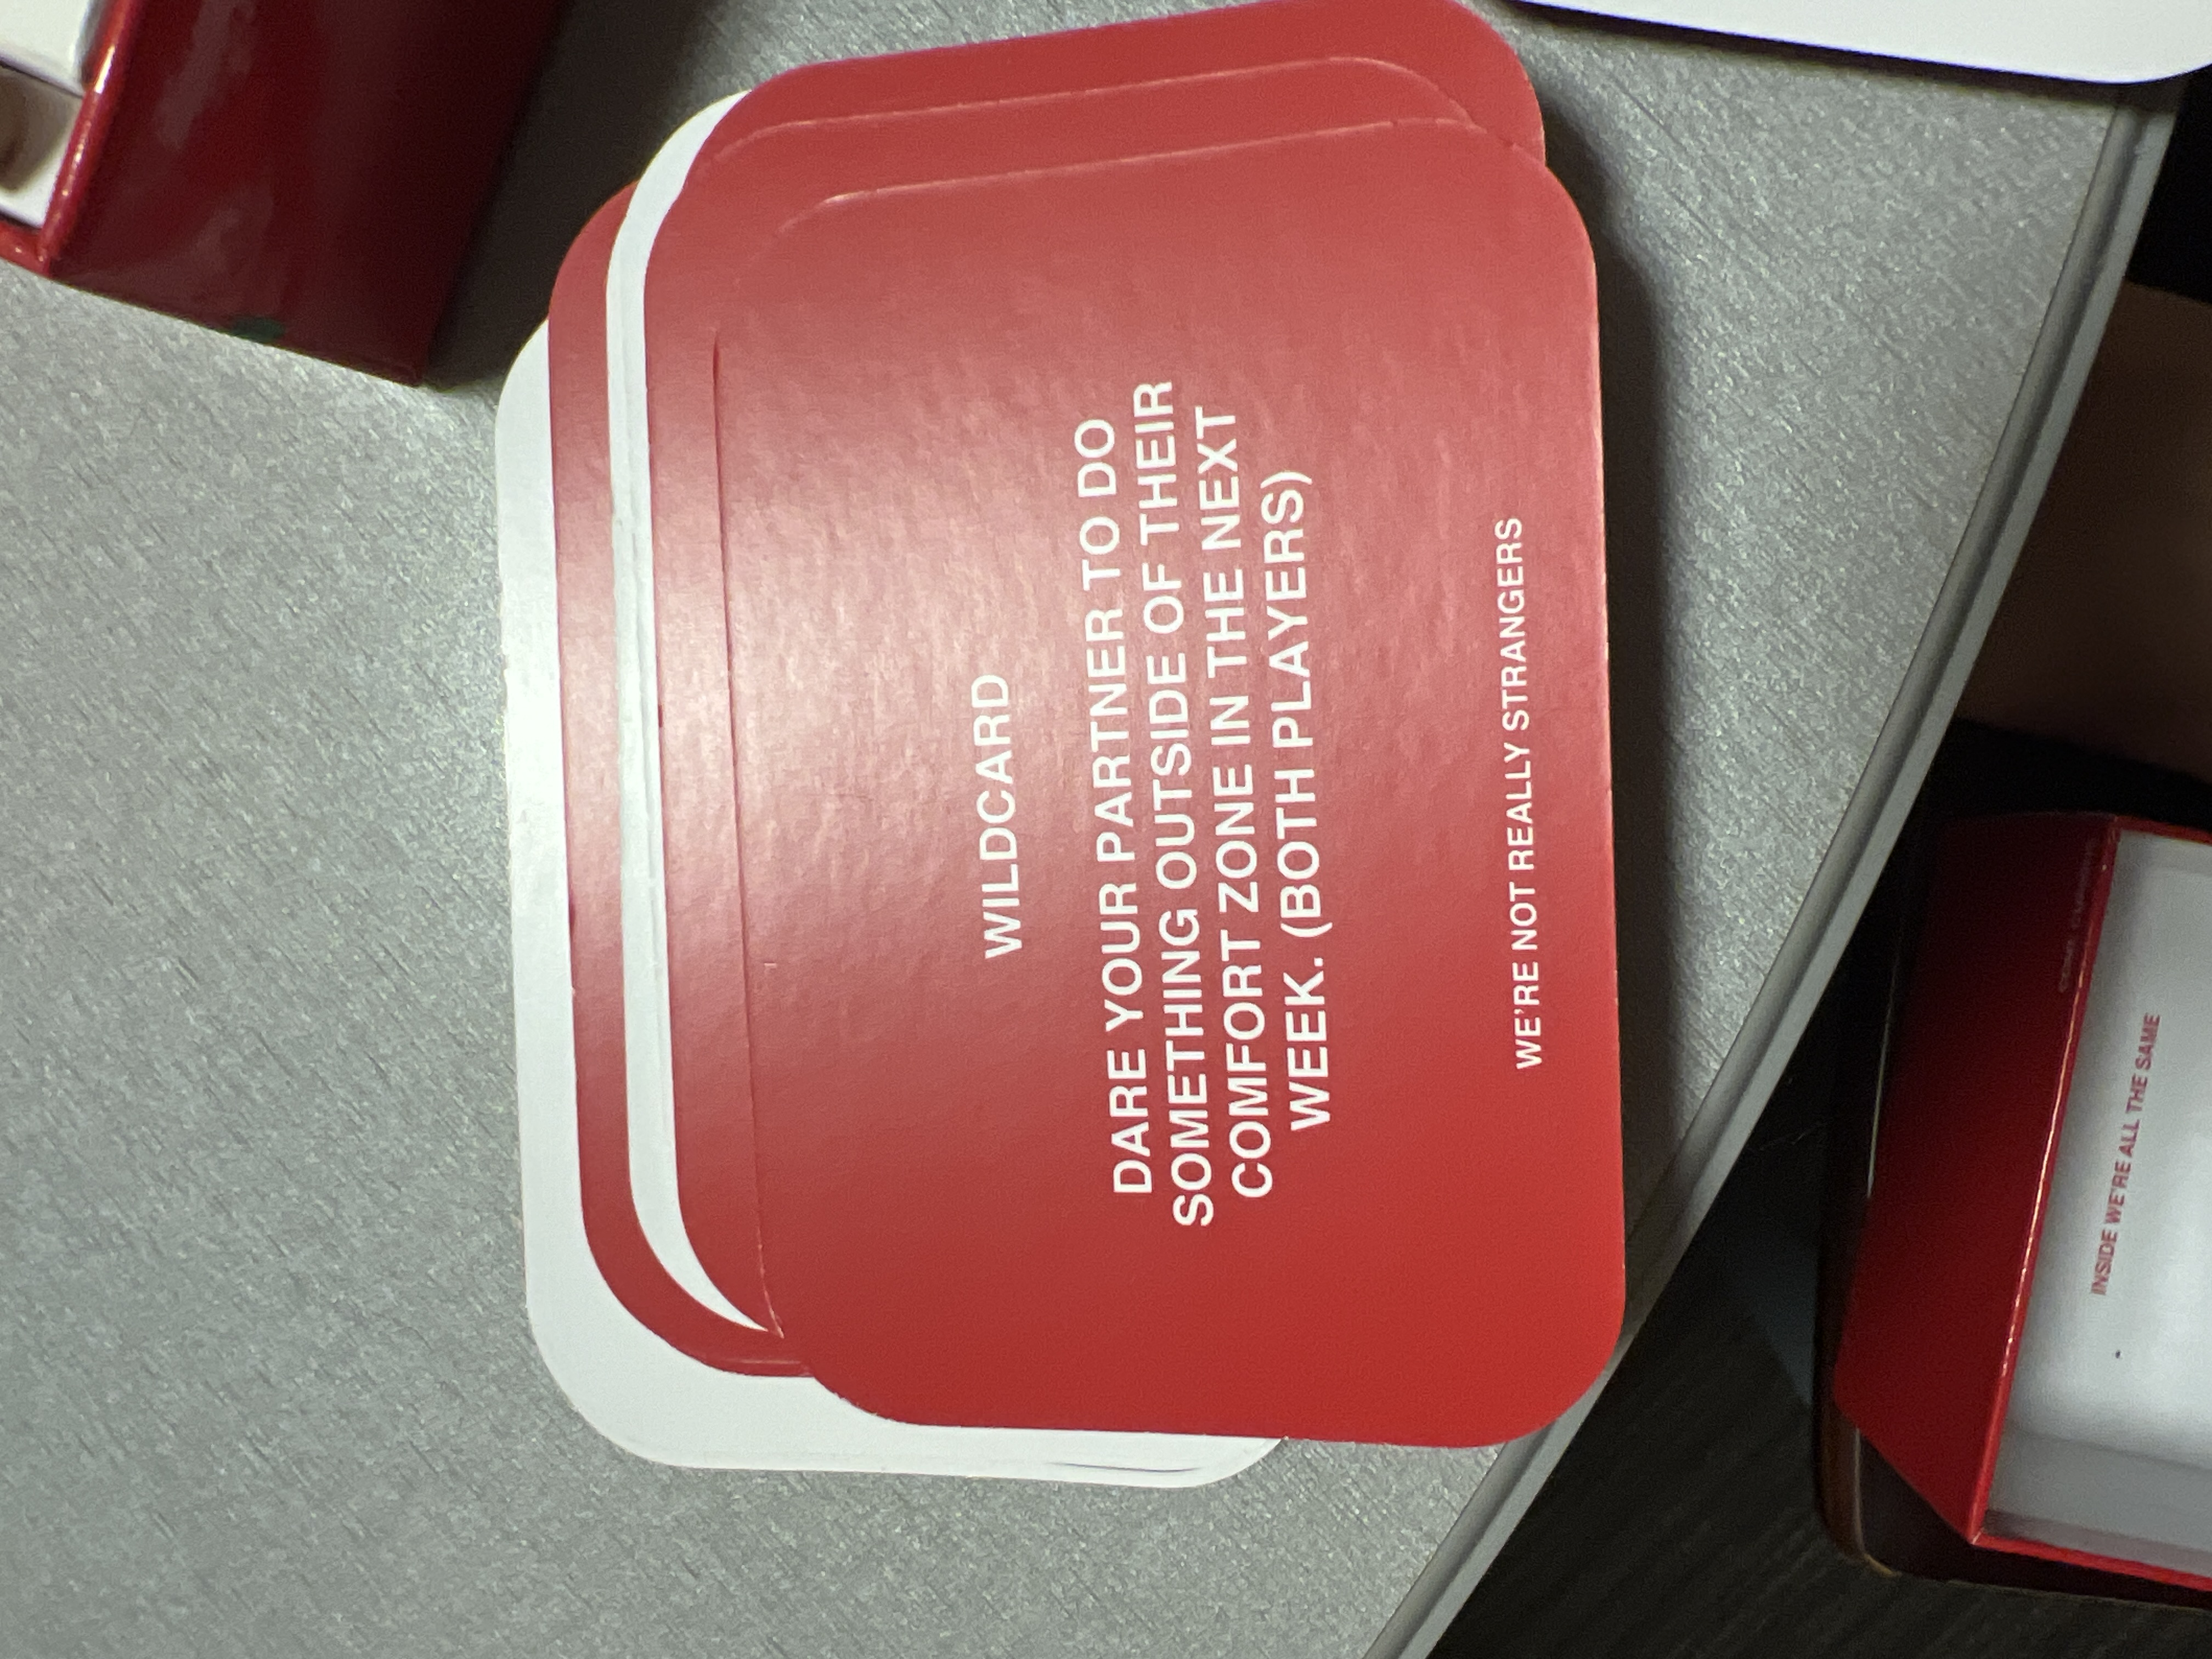 WILDCARD
DARE YOUR PARTNER TO DO
SOMETHING OUTSIDE OF THEIR
COMFORT ZONE IN THE NEXT
WEEK. (BOTH PLAYERS)
WE'RE NOT REALLY STRANGERS
INSIDE WE'RE ALL THE SAME